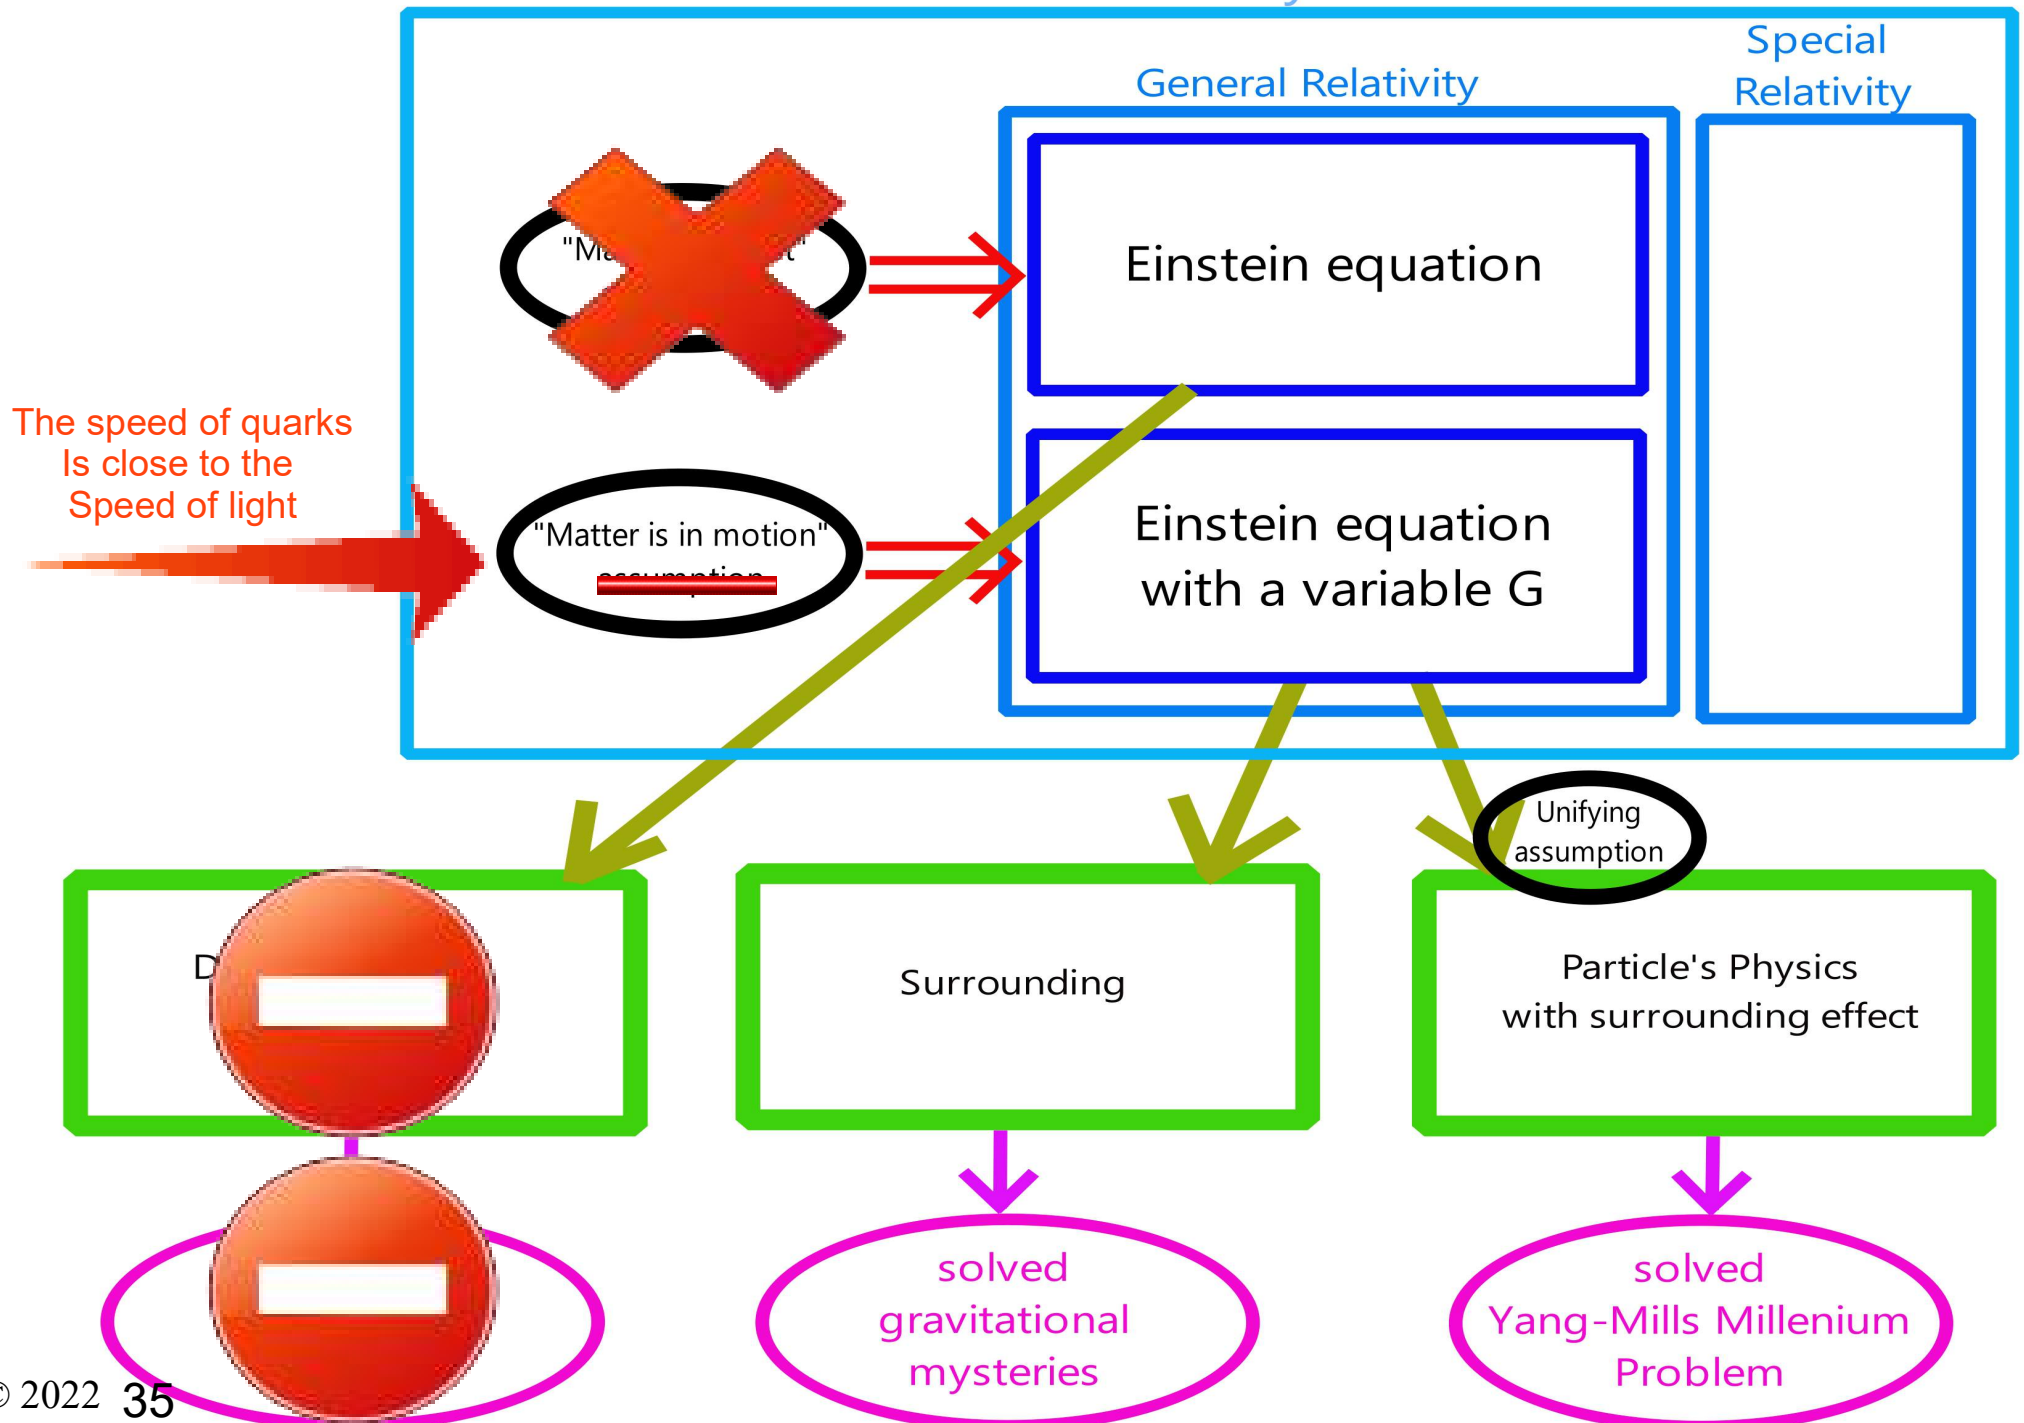 Special
Relativity
General Relativity
Einstein equation
The speed of quarks
Is close to the
Speed of light
"Matter is in motion"
assumption
Einstein equation
with a variable G
Unifying
assumption
Surrounding
Particle's Physics
with surrounding effect
solved
gravitational
mysteries
solved
Yang-Mills Millenium
Problem
© 2022 35